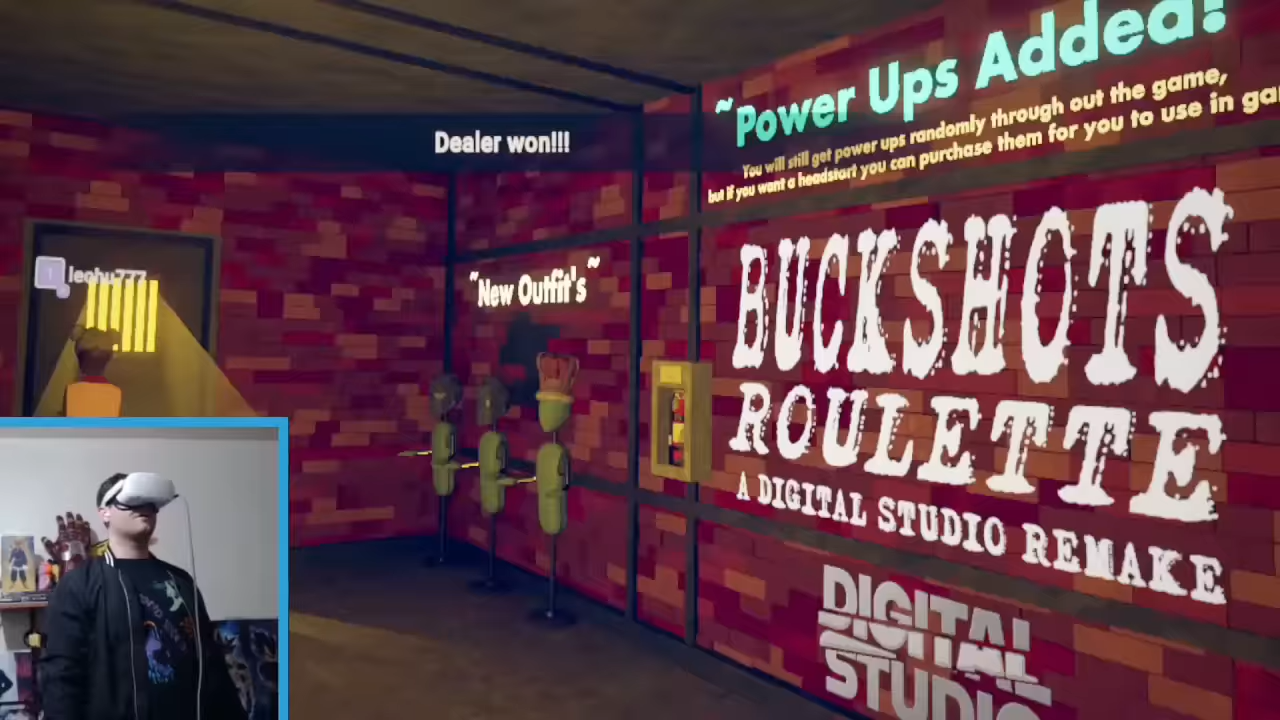 ~Power Ups Added!
You will still get power ups randomly through out the game,
but if you want a headstart you can purchase them for you to use in
Dealer won!!!
leohu777
~New Outfit's~
BUCKSHOTS
ROULETTE
A DIGITAL STUDIO REMAKE
DIGITAL
STUDIO